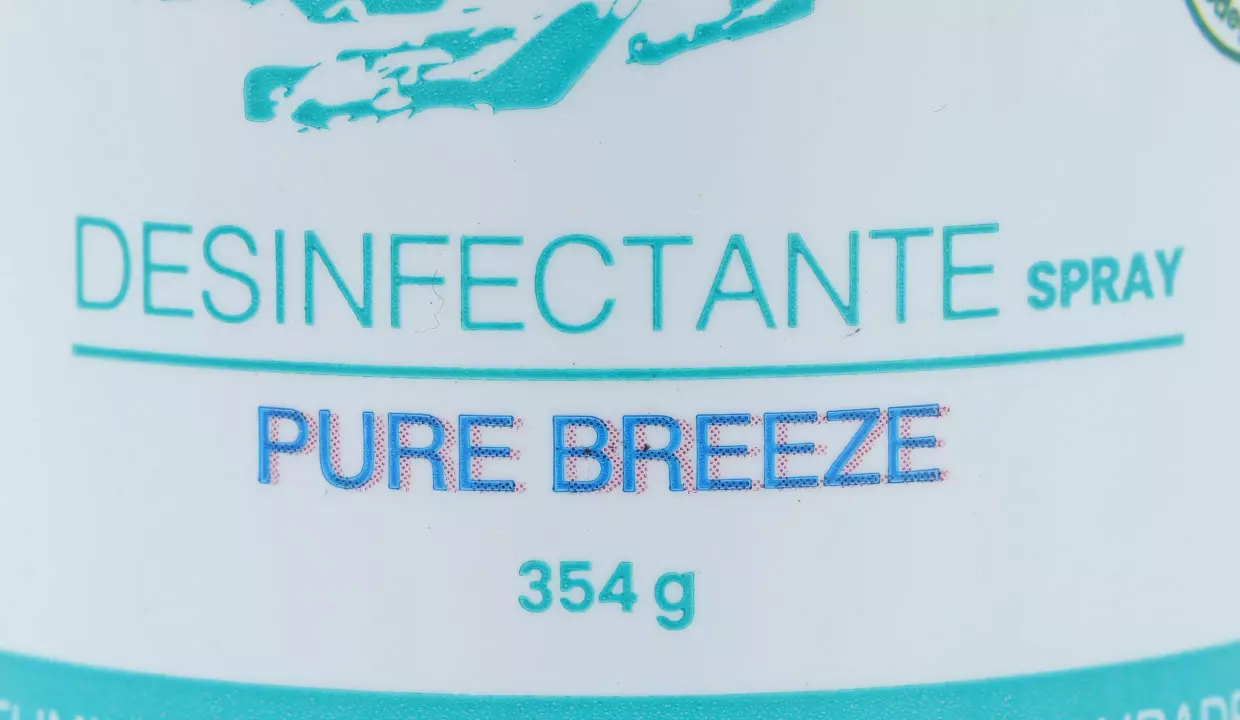 DESINFECTANTE SPRAY
PURE BREEZE
354 g